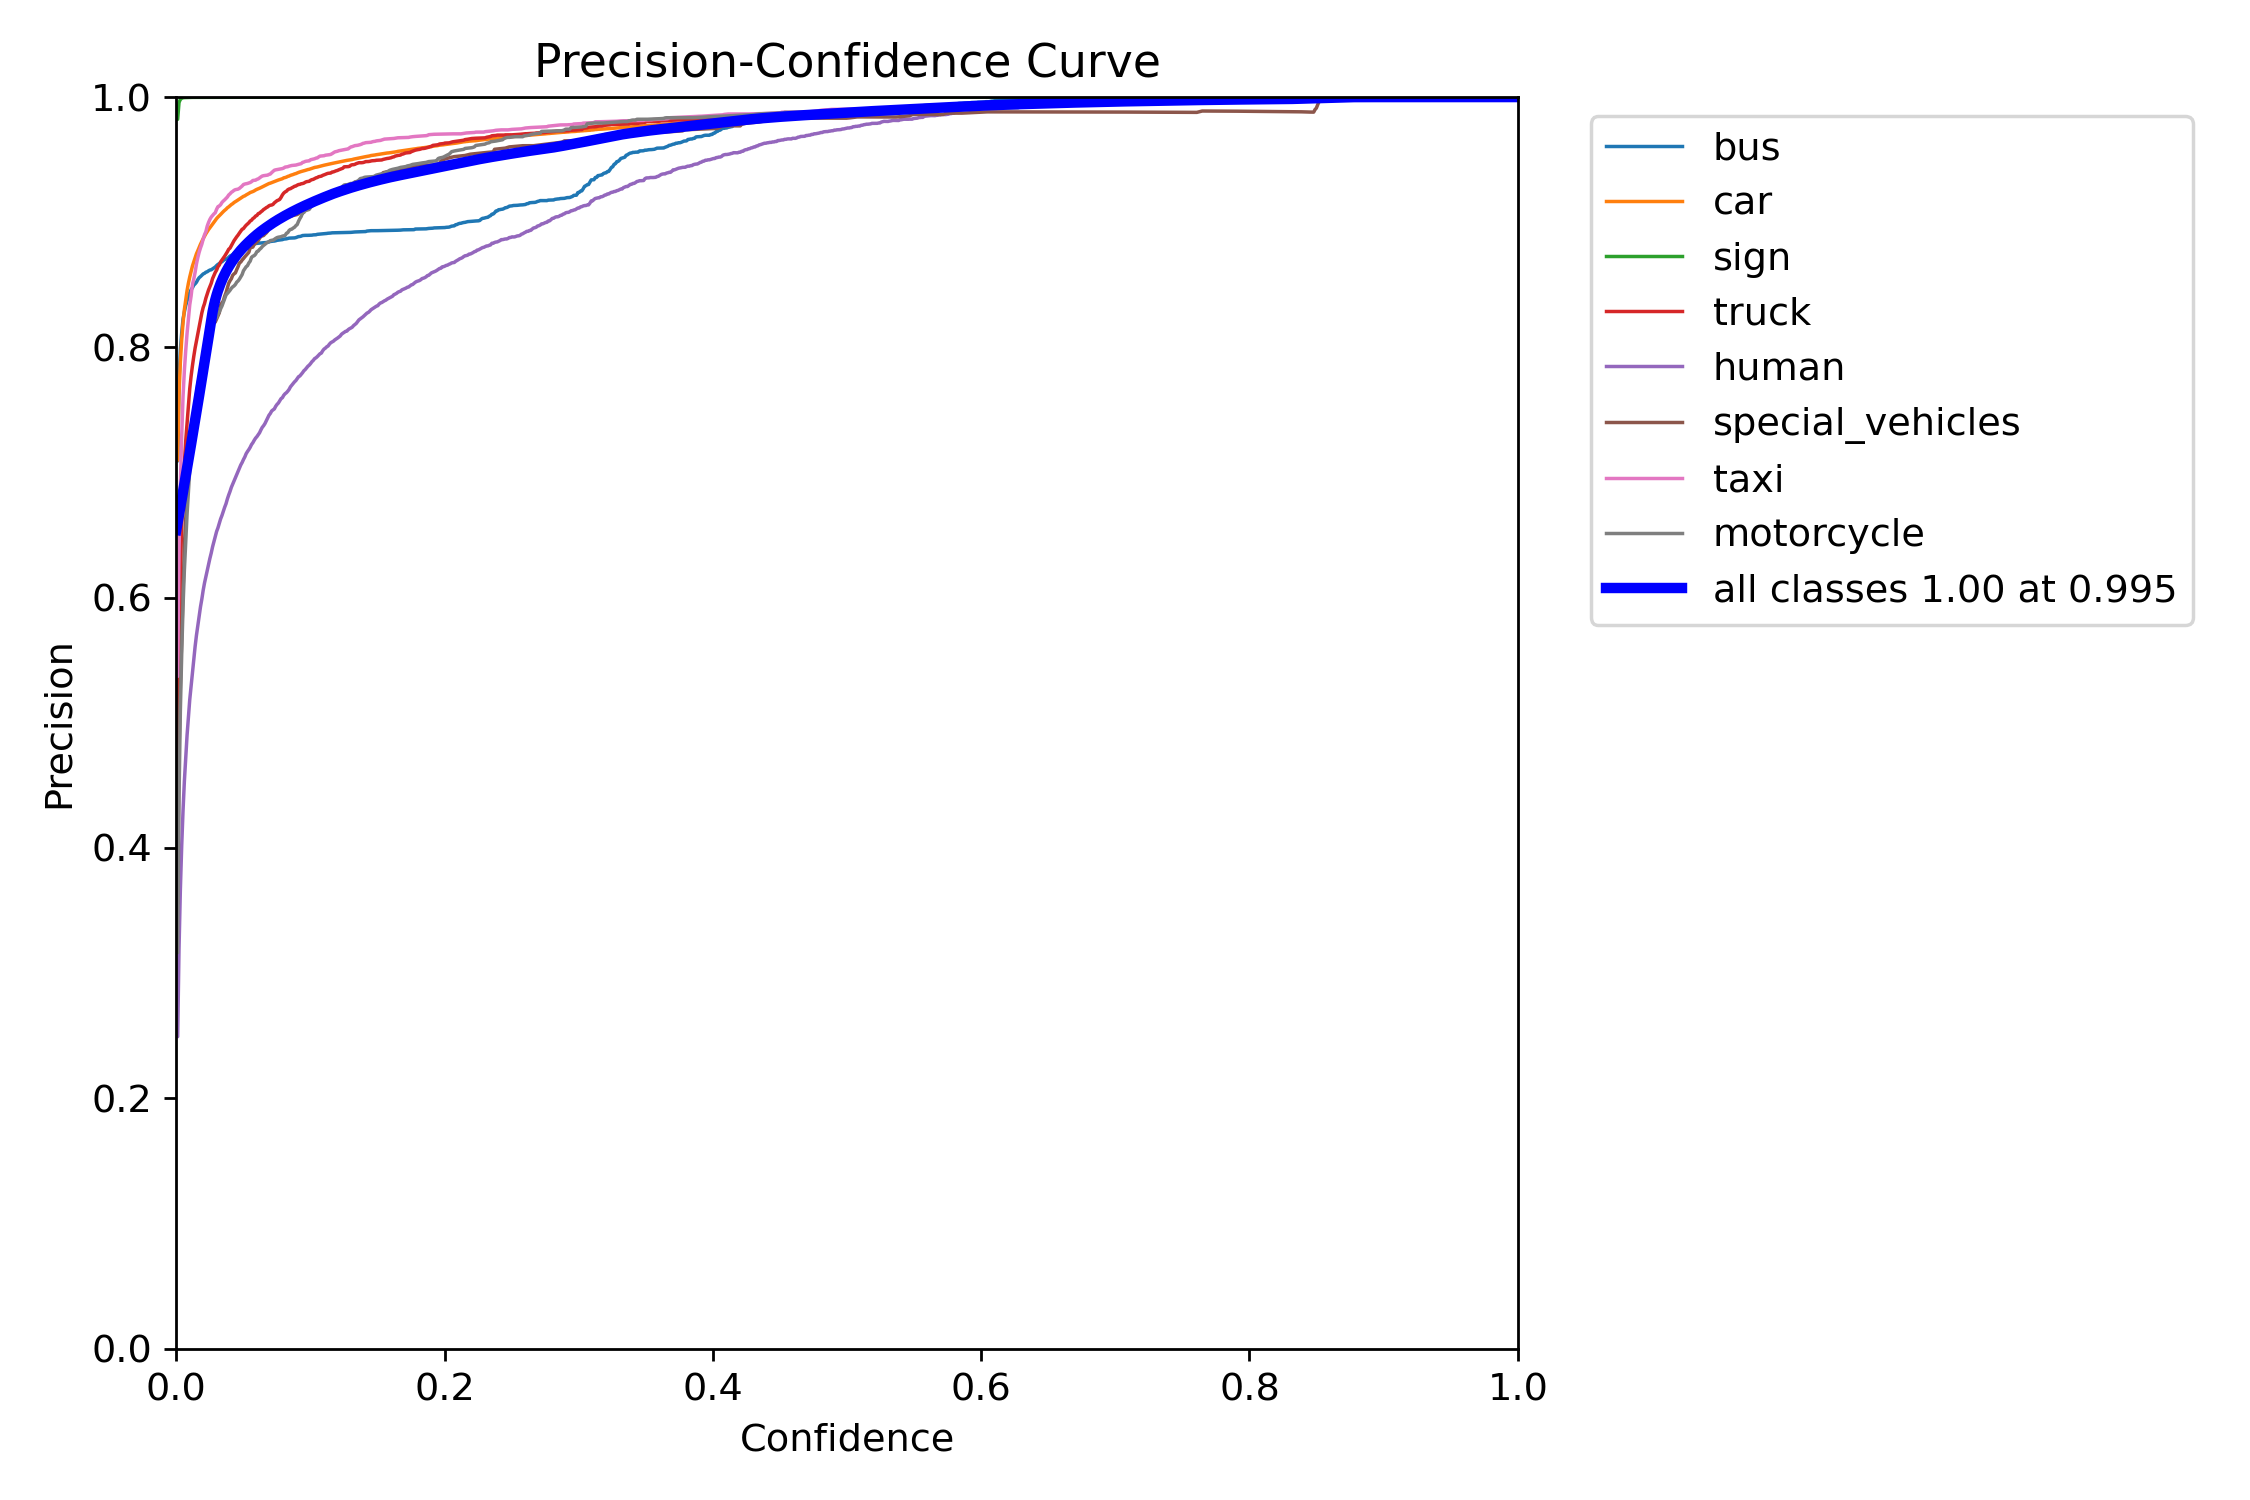 Precision-Confidence Curve
1.0
0.8
0.6
0.4
0.2
0.0
Precision
0.0 0.2 0.4 0.6 0.8 1.0
Confidence
bus
car
sign
truck
human
special_vehicles
taxi
motorcycle
all classes 1.00 at 0.995